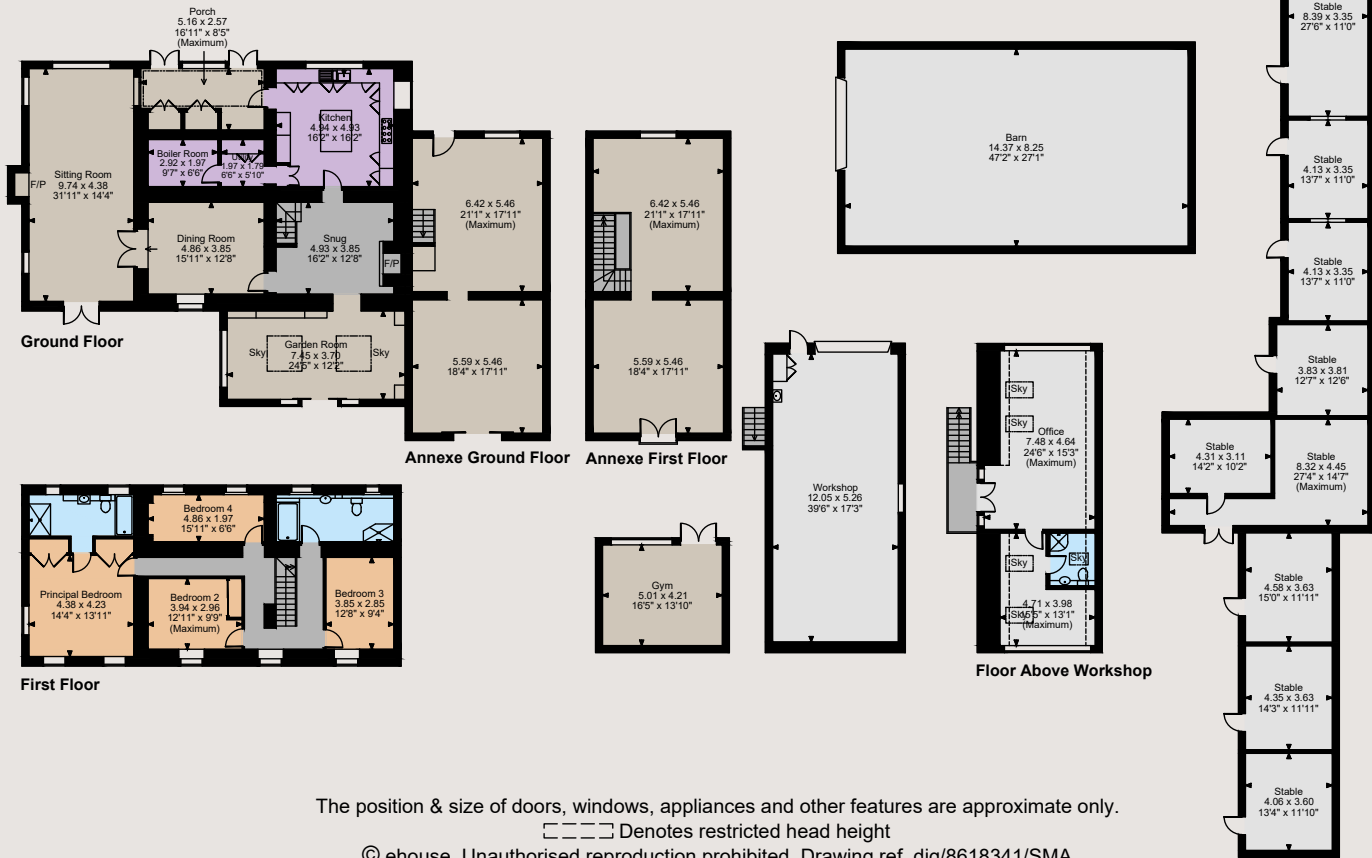 Porch
5.16 x 2.57
16'11" x 8'5"
(Maximum)
Kitchen
4.94 x 4.93
16'2" x 16'2"
Boiler Room
2.92 x 1.97
9'7" x 6'6"
Utility
1.97 x 1.79
6'6" x 5'10"
Sitting Room
9.74 x 4.38
31'11" x 14'4"
F/P
Dining Room
4.86 x 3.85
15'11" x 12'8"
Snug
4.93 x 3.85
16'2" x 12'8"
F/P
Garden Room
7.45 x 3.70
24'5" x 12'2"
Sky
Sky
Ground Floor
6.42 x 5.46
21'1" x 17'11"
(Maximum)
5.59 x 5.46
18'4" x 17'11"
Annexe Ground Floor
6.42 x 5.46
21'1" x 17'11"
(Maximum)
5.59 x 5.46
18'4" x 17'11"
Annexe First Floor
Barn
14.37 x 8.25
47'2" x 27'1"
Stable
8.39 x 3.35
27'6" x 11'0"
Stable
4.13 x 3.35
13'7" x 11'0"
Stable
4.13 x 3.35
13'7" x 11'0"
Stable
3.83 x 3.81
12'7" x 12'6"
Stable
4.31 x 3.11
14'2" x 10'2"
Stable
8.32 x 4.45
27'4" x 14'7"
(Maximum)
Stable
4.58 x 3.63
15'0" x 11'11"
Stable
4.35 x 3.63
14'3" x 11'11"
Stable
4.06 x 3.60
13'4" x 11'10"
Workshop
12.05 x 5.26
39'6" x 17'3"
Sky
Sky
Office
7.48 x 4.64
24'6" x 15'3"
(Maximum)
Sky
Sky
Sky
4.71 x 3.98
15'5" x 13'1"
(Maximum)
Floor Above Workshop
Gym
5.01 x 4.21
16'5" x 13'10"
Bedroom 4
4.86 x 1.97
15'11" x 6'6"
Principal Bedroom
4.38 x 4.23
14'4" x 13'11"
Bedroom 2
3.94 x 2.96
12'11" x 9'9"
(Maximum)
Bedroom 3
3.85 x 2.85
12'8" x 9'4"
First Floor
The position & size of doors, windows, appliances and other features are approximate only.
Denotes restricted head height
© ehouse. Unauthorised reproduction prohibited. Drawing ref. dig/8618341/SMA